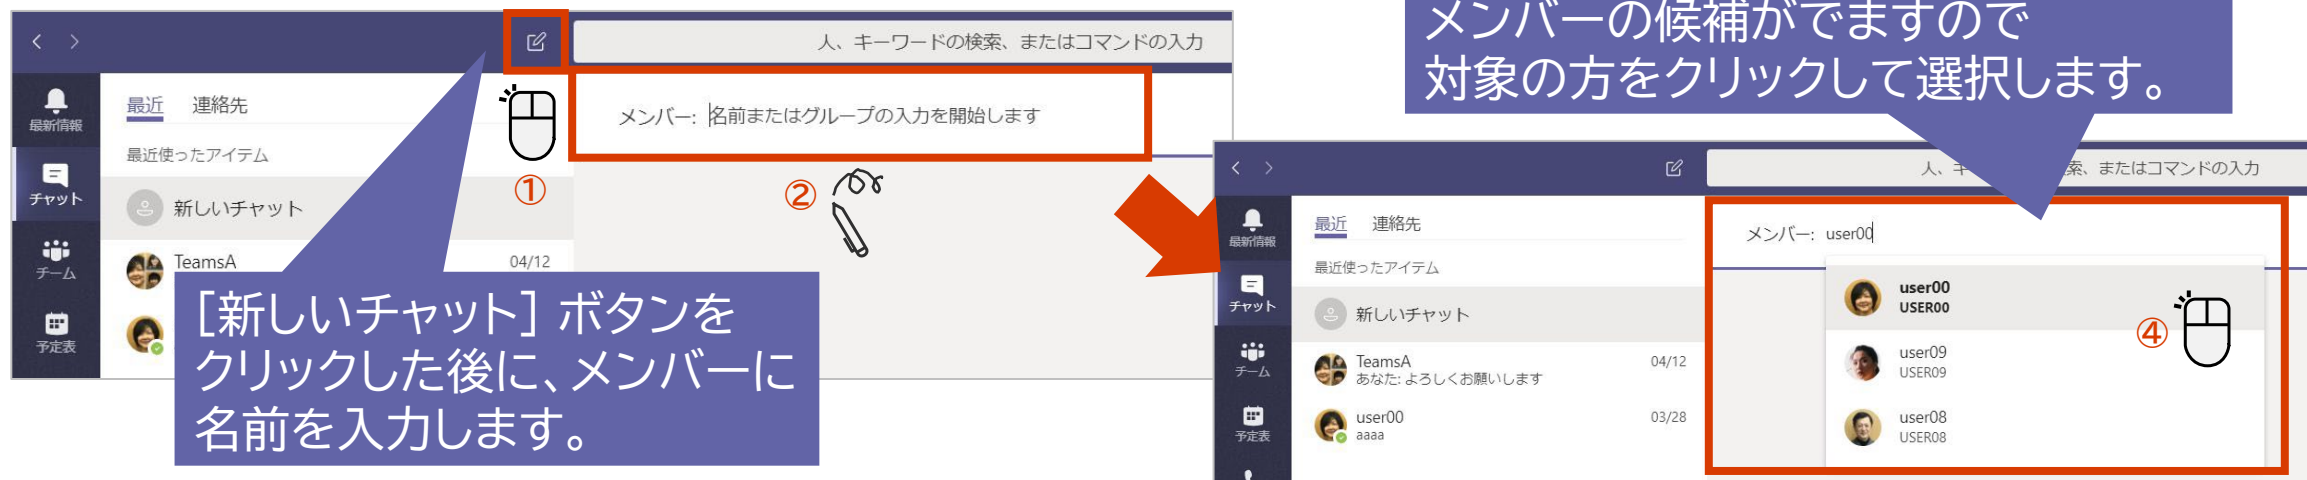 人、キーワードの検索、またはコマンドの入力
最新情報
最近 連絡先
メンバー: 名前またはグループの入力を開始します
最近使ったアイテム
チャット
新しいチャット
①
②
チーム
TeamsA 04/12
予定表
[新しいチャット] ボタンを
クリックした後に、メンバーに
名前を入力します。
メンバーの候補がでますので
対象の方をクリックして選択します。
索、またはコマンドの入力
最新情報
最近 連絡先
メンバー: user00
最近使ったアイテム
チャット
新しいチャット
user00
USER00
④
チーム
TeamsA 04/12
あなた: よろしくお願いします
user09
USER09
予定表
user00 03/28
aaaa
user08
USER08